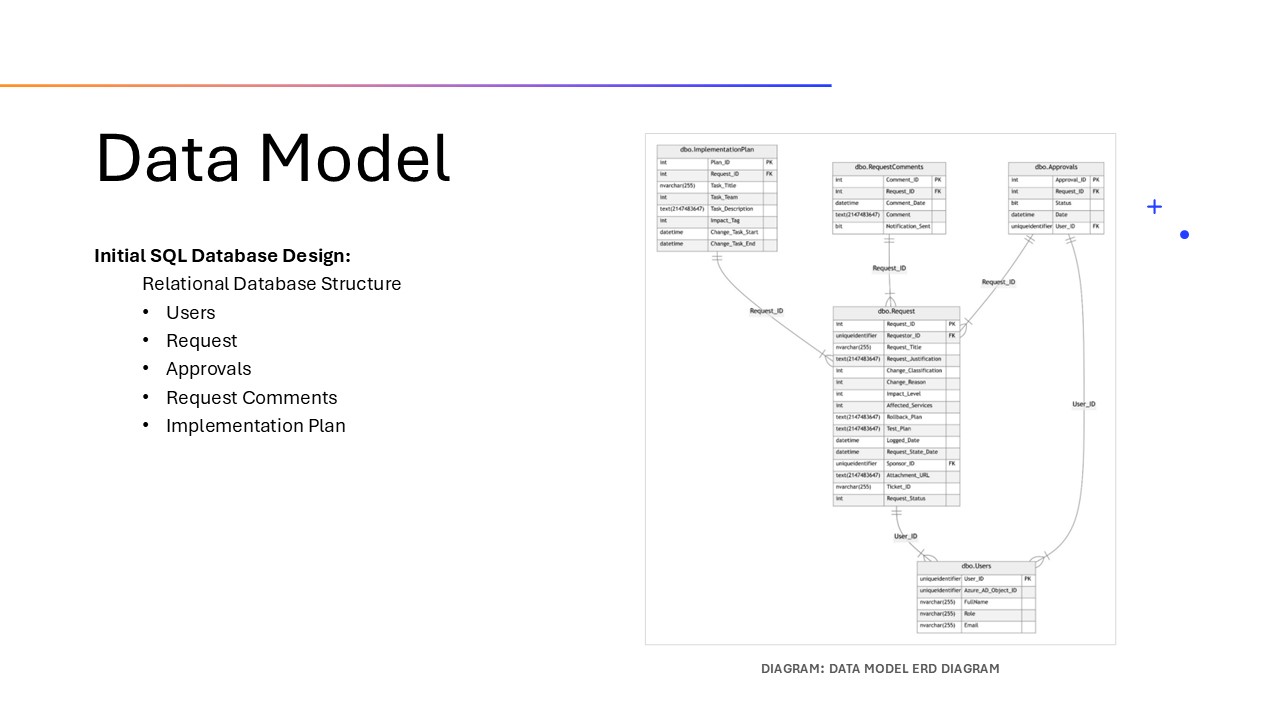 Data Model
Initial SQL Database Design:
Relational Database Structure
• Users
• Request
• Approvals
• Request Comments
• Implementation Plan
dbo.ImplementationPlan
int Plan_ID PK
int Request_ID FK
nvarchar(255) Task_Title
int Task_Team
text(2147483647) Task_Description
int Impact_Tag
datetime Change_Task_Start
datetime Change_Task_End
dbo.RequestComments
int Comment_ID PK
int Request_ID FK
datetime Comment_Date
text(2147483647) Comment
bit Notification_Sent
dbo.Approvals
int Approval_ID PK
int Request_ID FK
bit Status
datetime Date
uniqueidentifier User_ID FK
Request_ID
Request_ID
Request_ID
dbo.Request
int Request_ID PK
uniqueidentifier Requestor_ID FK
nvarchar(255) Request_Title
text(2147483647) Request_Justification
int Change_Classification
int Change_Reason
int Impact_Level
int Affected_Services
text(2147483647) Rollback_Plan
text(2147483647) Test_Plan
datetime Logged_Date
datetime Request_State_Date
uniqueidentifier Sponsor_ID FK
text(2147483647) Attachment_URL
nvarchar(255) Ticket_ID
int Request_Status
User_ID
User_ID
dbo.Users
uniqueidentifier User_ID PK
uniqueidentifier Azure_AD_Object_ID
nvarchar(255) FullName
nvarchar(255) Role
nvarchar(255) Email
DIAGRAM: DATA MODEL ERD DIAGRAM